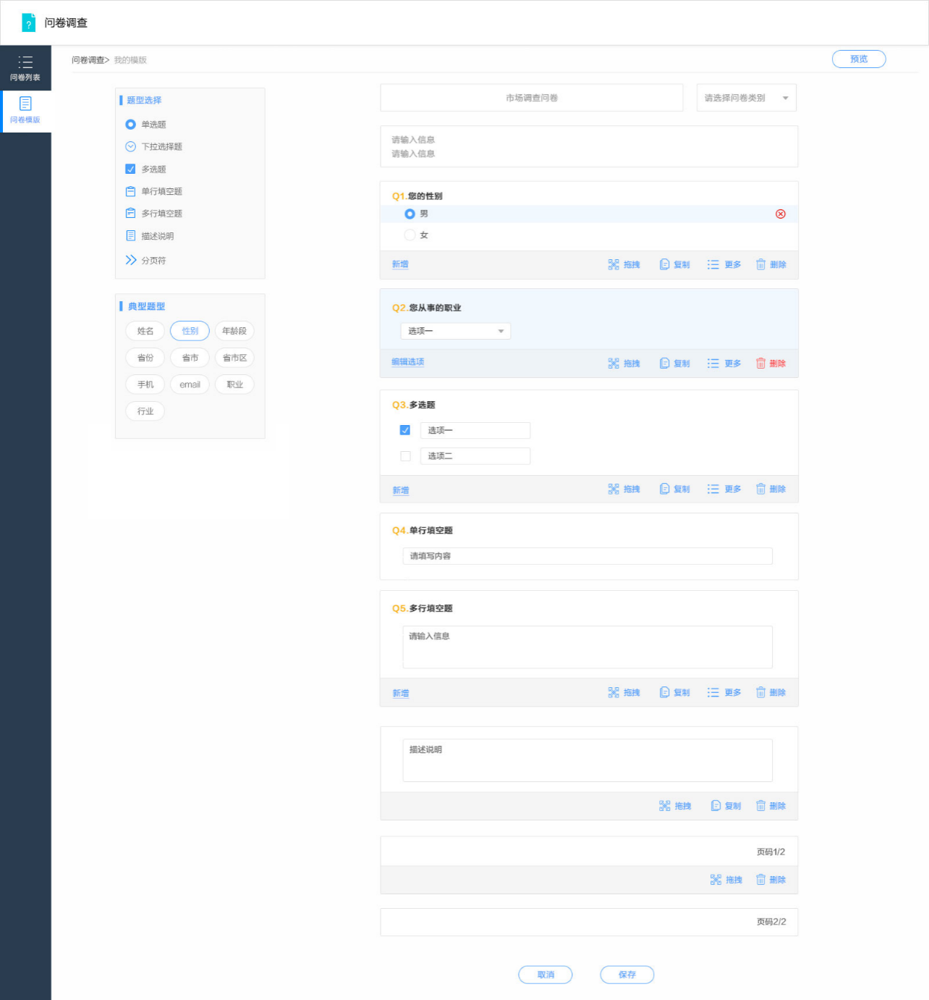 问卷调查
问卷列表
问卷模版
问卷调查> 我的模版
预览
题型选择
单选题
下拉选择题
多选题
单行填空题
多行填空题
描述说明
分页符
典型题型
姓名 性别 年龄段
省份 省市 省市区
手机 email 职业
行业
市场调查问卷 请选择问卷类别
请输入信息
请输入信息
Q1.您的性别
男
女
新增 拖拽 复制 更多 删除
Q2.您从事的职业
选项一
编辑选项 拖拽 复制 更多 删除
Q3.多选题
选项一
选项二
新增 拖拽 复制 更多 删除
Q4.单行填空题
请填写内容
Q5.多行填空题
请输入信息
新增 拖拽 复制 更多 删除
描述说明
拖拽 复制 删除
页码1/2
拖拽 删除
页码2/2
取消 保存